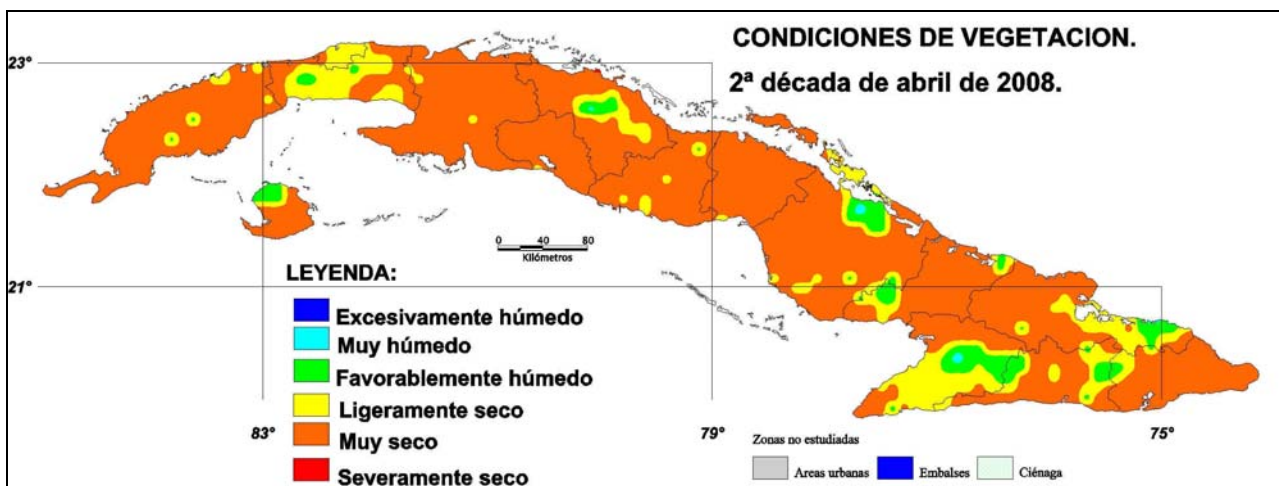 CONDICIONES DE VEGETACION.
2ª década de abril de 2008.
23°
21°
0 40 80
Kilómetros
LEYENDA:
Excesivamente húmedo
Muy húmedo
Favorablemente húmedo
Ligeramente seco
Muy seco
Severamente seco
83°
79°
75°
Zonas no estudiadas
Areas urbanas
Embalses
Ciénaga